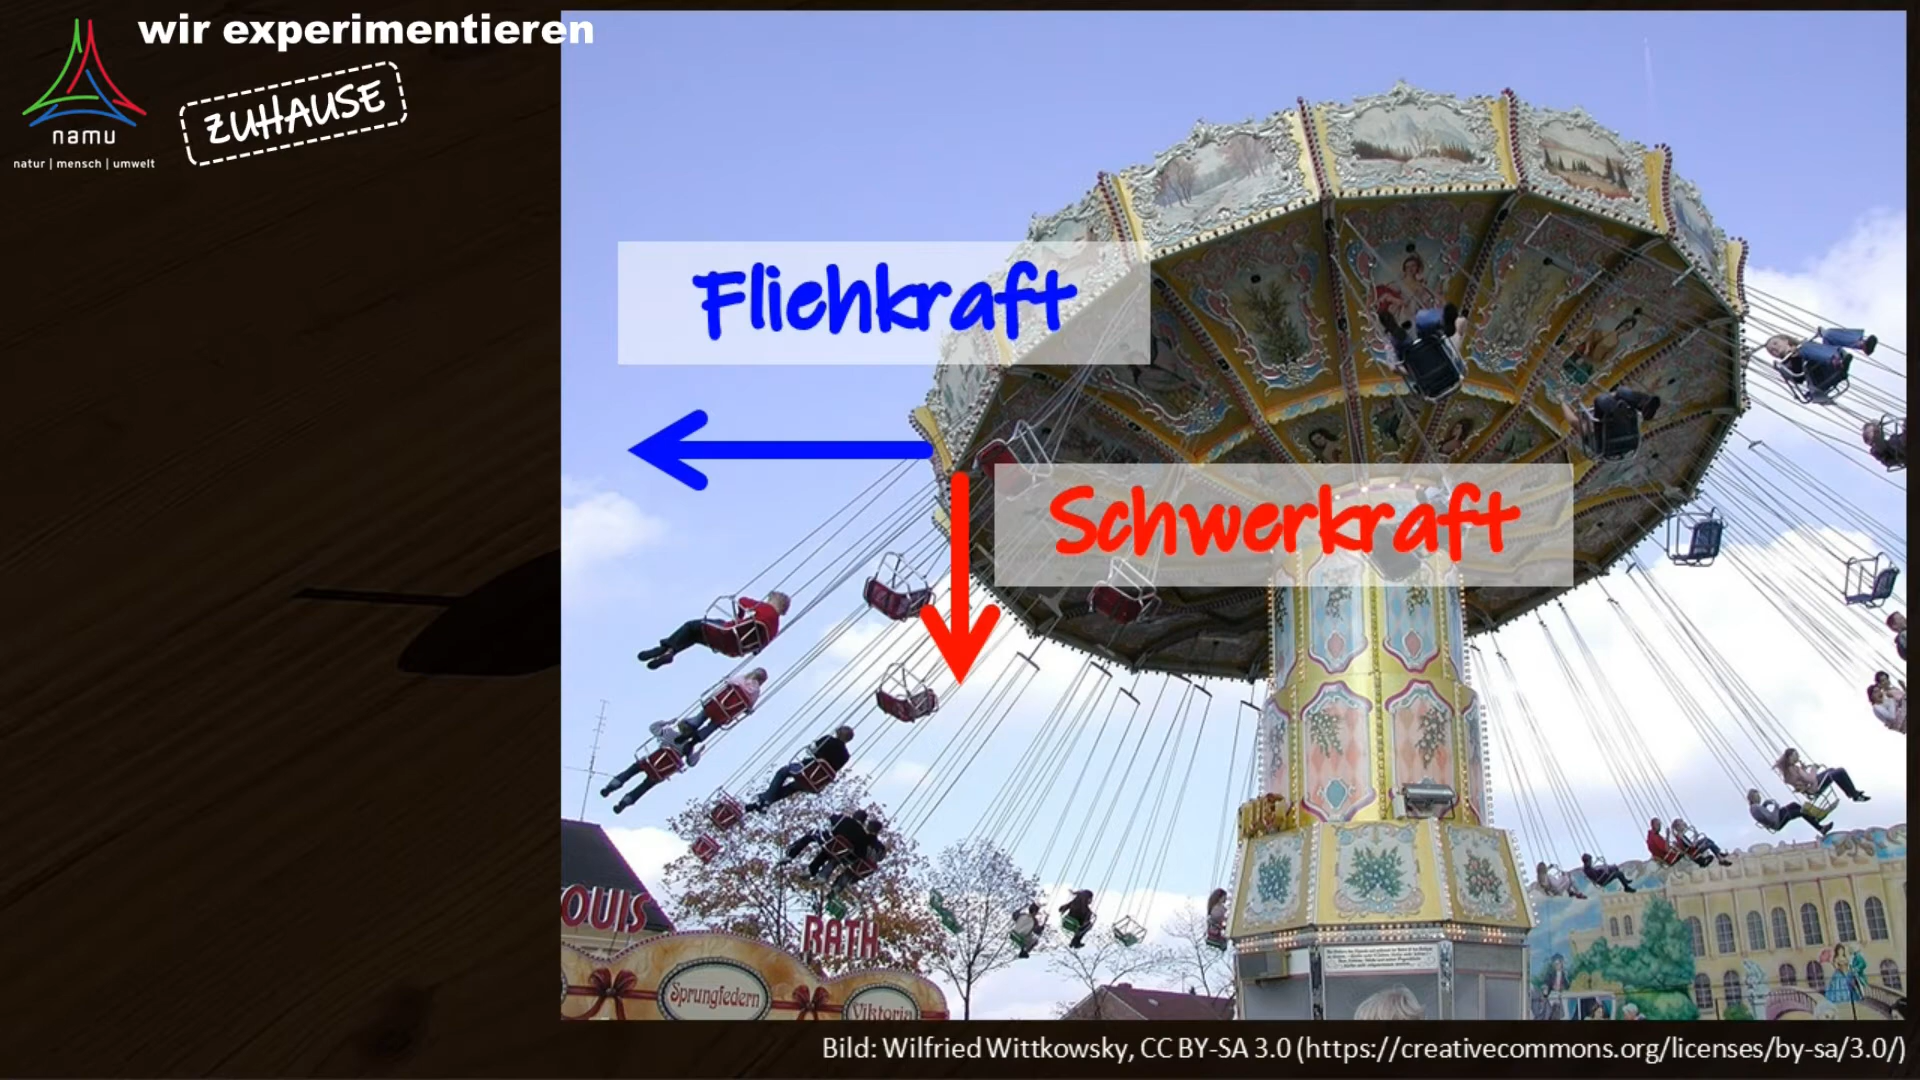 wir experimentieren
ZUHAUSE
namu
natur | mensch | umwelt
Fliehkraft
Schwerkraft
OUIS
RATH
Sprungfedern
Viktoria
Bild: Wilfried Wittkowsky, CC BY-SA 3.0 (https://creativecommons.org/licenses/by-sa/3.0/)